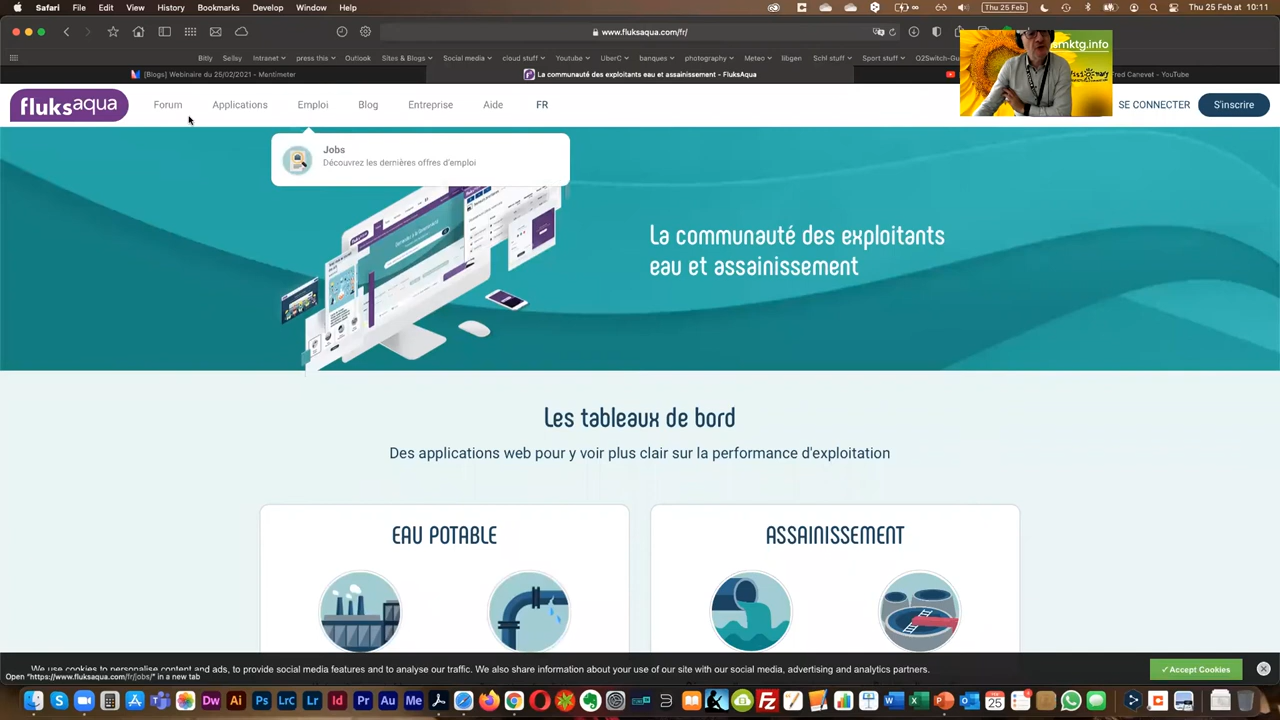 Safari File Edit View History Bookmarks Window Develop Help
Thu 25 Feb
Thu 25 Feb at 10:11
www.fluksaqua.com/fr/
Bitly Sellsy Intranet press this Outlook Sites & Blogs Social media cloud stuff Youtube UberC banques photography Meteo libgen Schl stuff Sport stuff O2Switch-Gu
[Blogs] Webinaire du 25/02/2021 - Mentimeter
La communauté des exploitants eau et assainissement - FluksAqua
Fred Canevet - YouTube
smktg.info
fluksaqua
Forum Applications Emploi Blog Entreprise Aide FR
SE CONNECTER S'inscrire
Jobs
Découvrez les dernières offres d'emploi
La communauté des exploitants
eau et assainissement
Les tableaux de bord
Des applications web pour y voir plus clair sur la performance d'exploitation
EAU POTABLE
ASSAINISSEMENT
We use cookies to personalise content and ads, to provide social media features and to analyse our traffic. We also share information about your use of our site with our social media, advertising and analytics partners.
✓ Accept Cookies
Open "https://www.fluksaqua.com/fr/jobs/" in a new tab